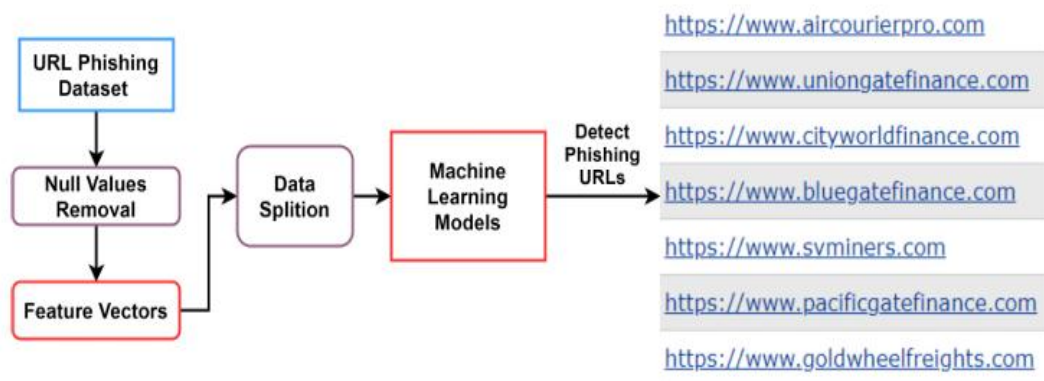 URL Phishing
Dataset
Null Values
Removal
Feature Vectors
Data
Splition
Machine
Learning
Models
Detect
Phishing
URLs
https://www.aircourierpro.com
https://www.uniongatefinance.com
https://www.cityworldfinance.com
https://www.bluegatefinance.com
https://www.svminers.com
https://www.pacificgatefinance.com
https://www.goldwheelfreights.com